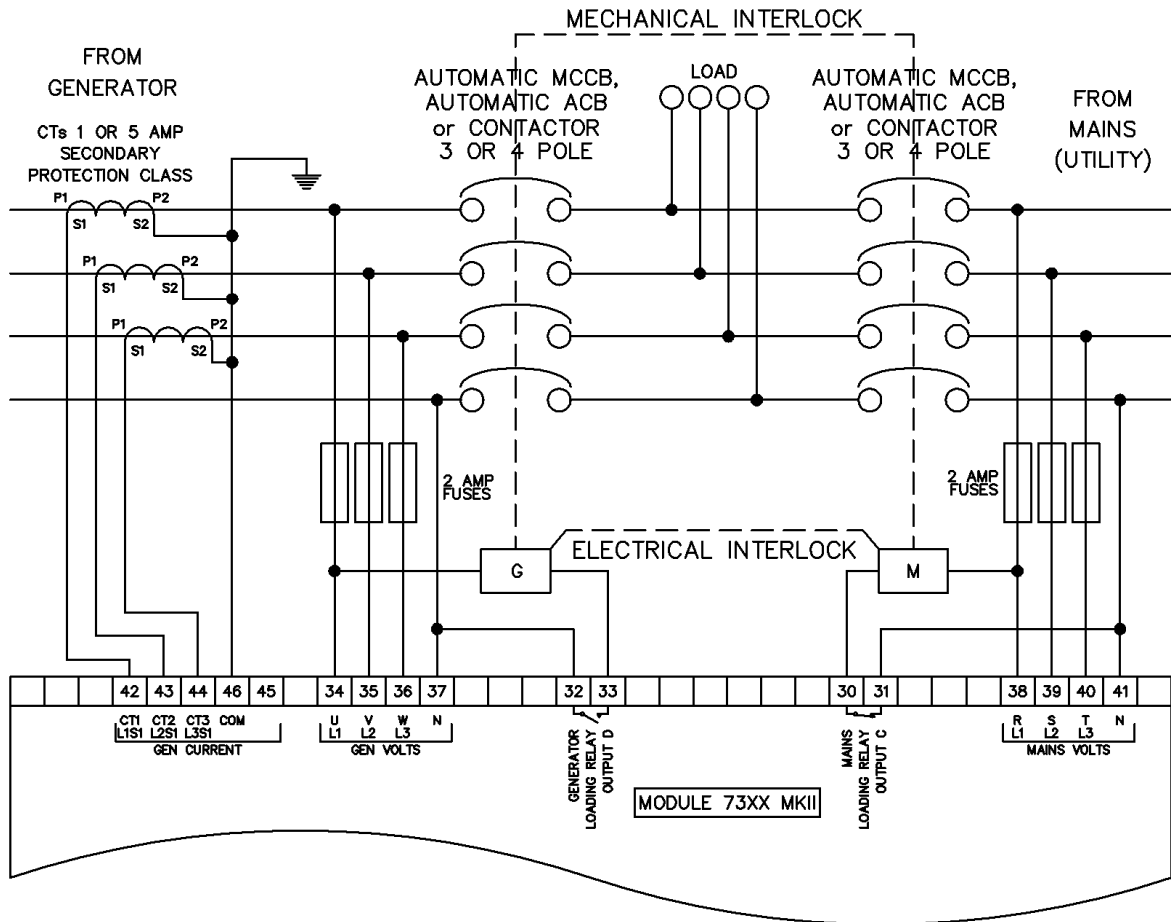 MECHANICAL INTERLOCK
FROM
GENERATOR
CTs 1 OR 5 AMP
SECONDARY
PROTECTION CLASS
AUTOMATIC MCCB,
AUTOMATIC ACB
or CONTACTOR
3 OR 4 POLE
LOAD
AUTOMATIC MCCB,
AUTOMATIC ACB
or CONTACTOR
3 OR 4 POLE
FROM
MAINS
(UTILITY)
P1 P2
S1 S2
P1 P2
S1 S2
P1 P2
S1 S2
2 AMP
FUSES
2 AMP
FUSES
ELECTRICAL INTERLOCK
G
M
42 43 44 46 45 34 35 36 37 32 33 30 31 38 39 40 41
CT1 CT2 CT3 COM
L1S1 L2S1 L3S1
GEN CURRENT
U V W N
L1 L2 L3
GEN VOLTS
GENERATOR
LOADING RELAY
OUTPUT D
MAINS
LOADING RELAY
OUTPUT C
R S T N
L1 L2 L3
MAINS VOLTS
MODULE 73XX MKII